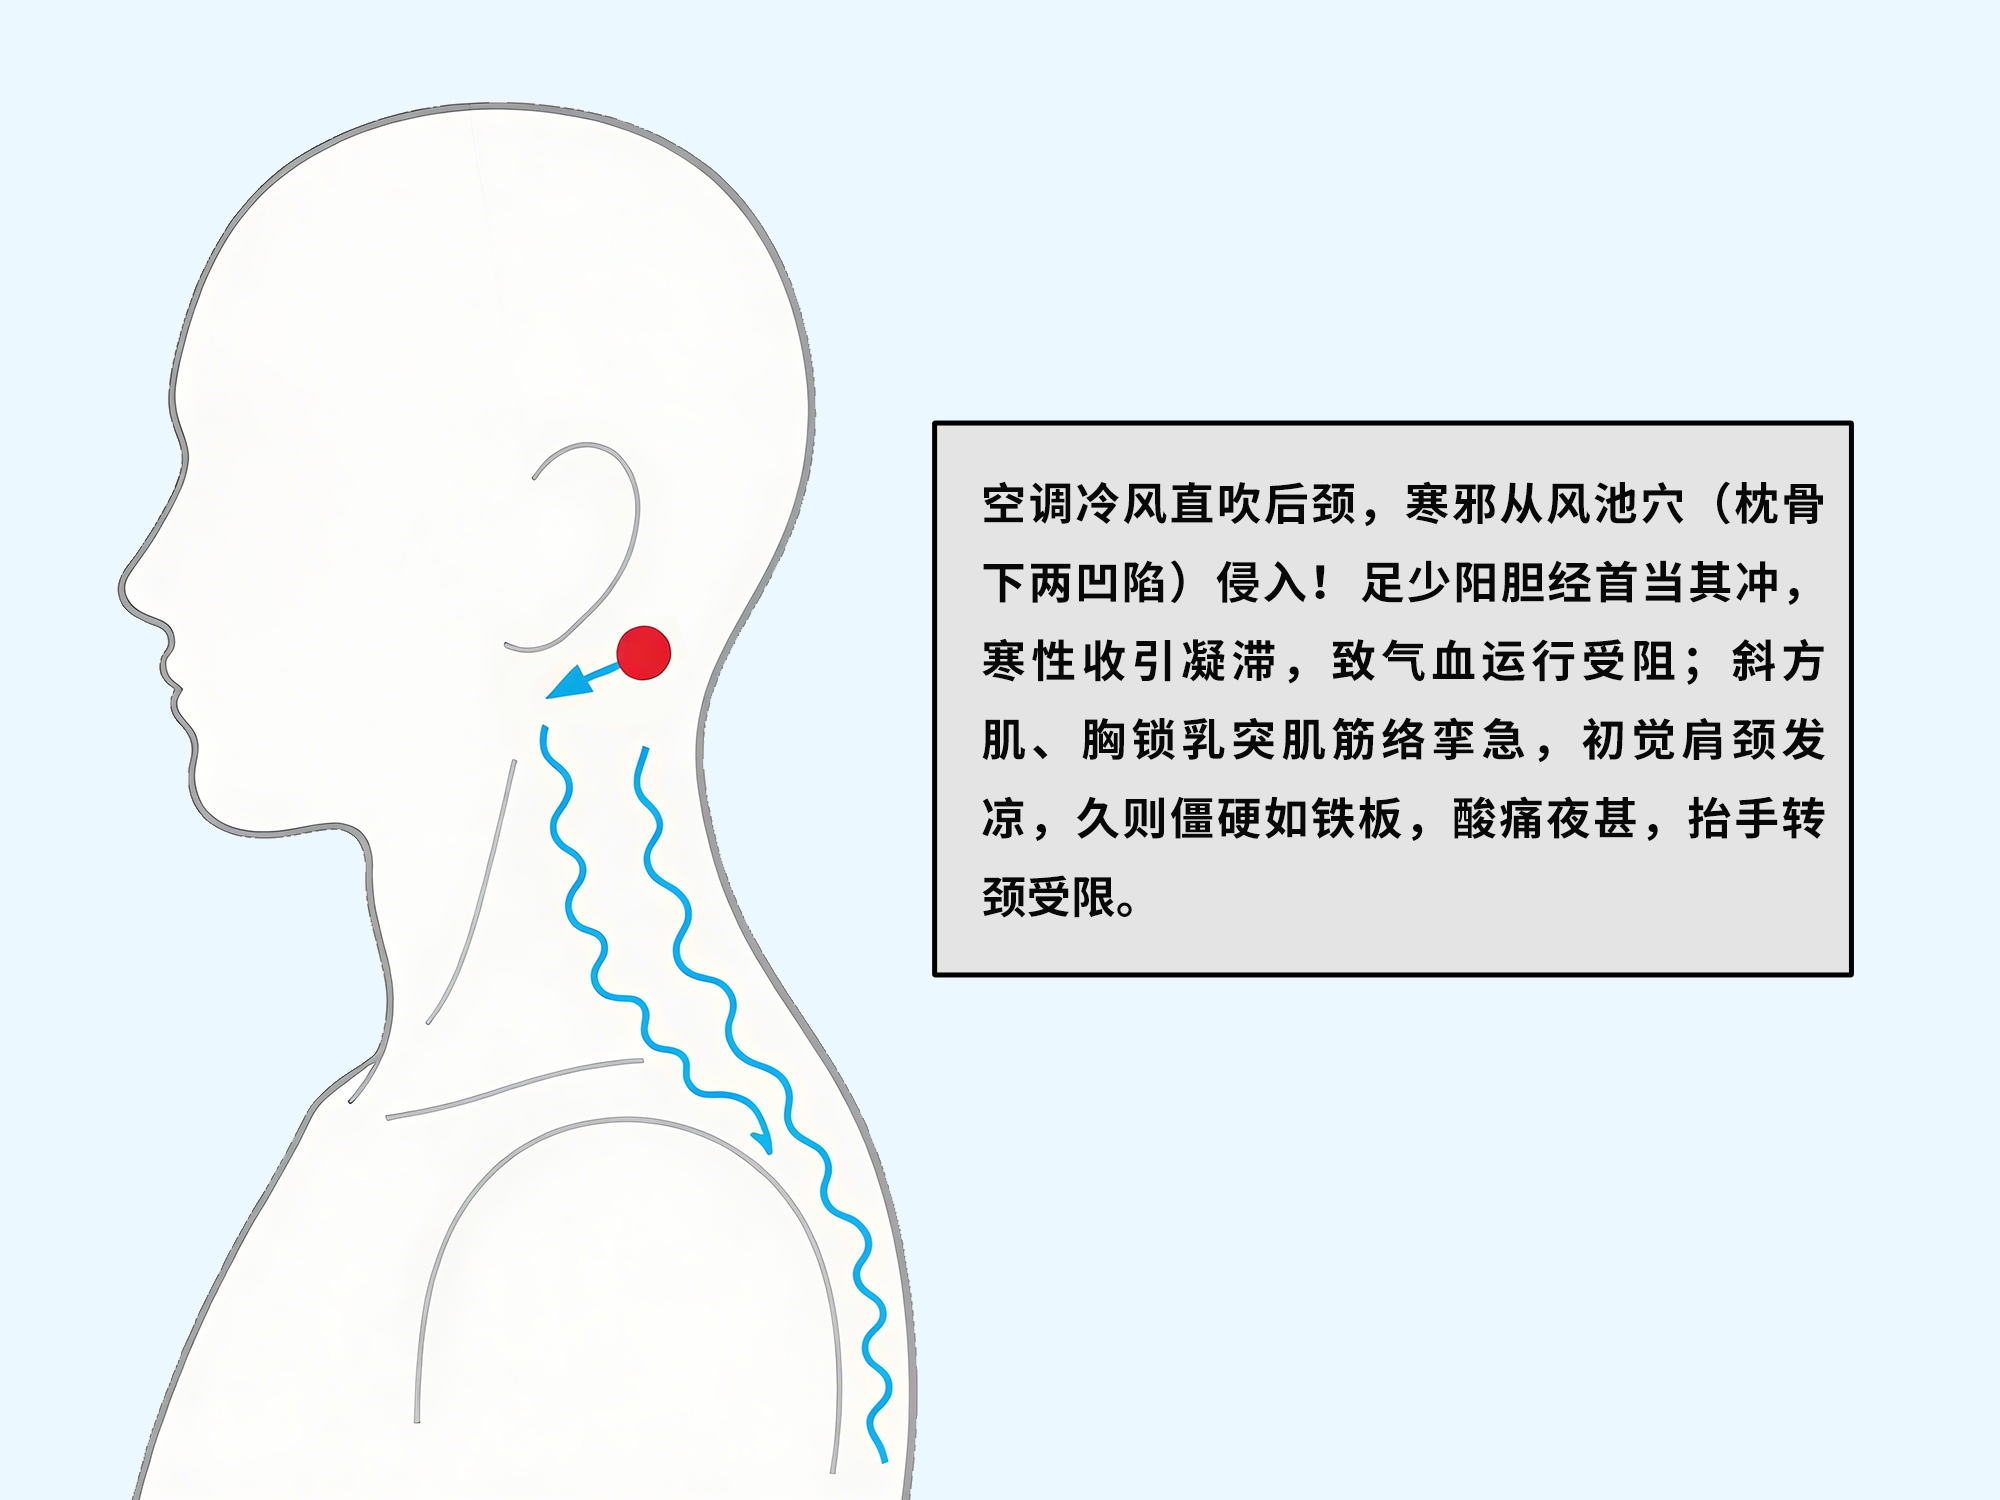 空调冷风直吹后颈，寒邪从风池穴（枕骨
下两凹陷）侵入！足少阳胆经首当其冲，
寒性收引凝滞，致气血运行受阻；斜方
肌、胸锁乳突肌筋络挛急，初觉肩颈发
凉，久则僵硬如铁板，酸痛夜甚，抬手转
颈受限。